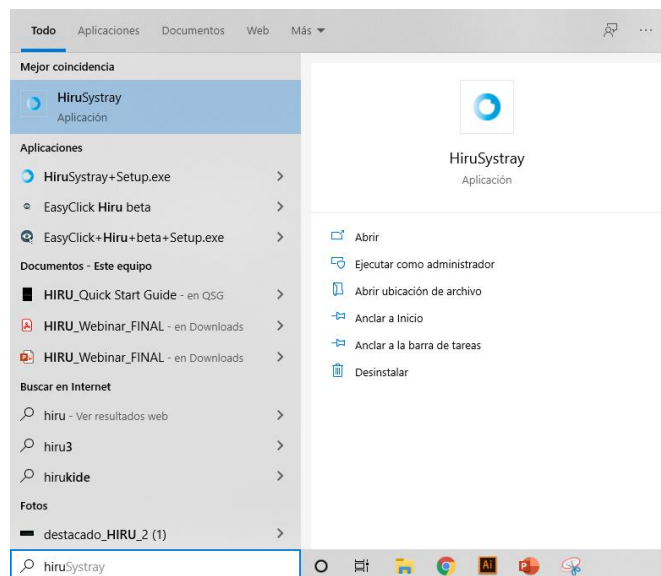 Todo Aplicaciones Documentos Web Más
Mejor coincidencia
HiruSystray
Aplicación
Aplicaciones
HiruSystray+Setup.exe
EasyClick Hiru beta
EasyClick+Hiru+beta+Setup.exe
Documentos - Este equipo
HIRU_Quick Start Guide - en QSG
HIRU_Webinar_FINAL - en Downloads
HIRU_Webinar_FINAL - en Downloads
Buscar en Internet
hiru - Ver resultados web
hiru3
hirukide
Fotos
destacado_HIRU_2 (1)
hiruSystray
HiruSystray
Aplicación
Abrir
Ejecutar como administrador
Abrir ubicación de archivo
Anclar a Inicio
Anclar a la barra de tareas
Desinstalar
Ai
P